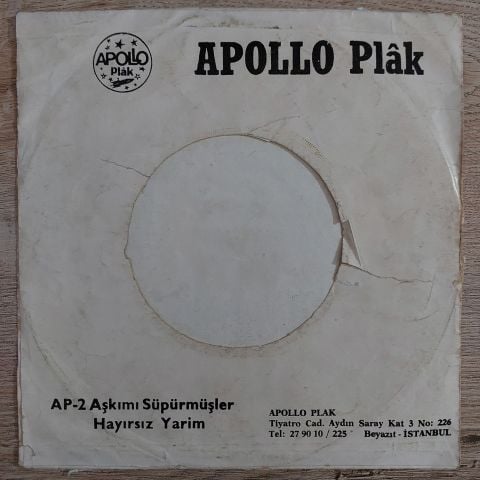 APOLLO
Plâk
APOLLO Plâk
AP-2 Aşkımı Süpürmüşler
Hayırsız Yarim
APOLLO PLAK
Tiyatro Cad. Aydın Saray Kat 3 No: 226
Tel: 27 90 10 / 225 Beyazıt - İSTANBUL